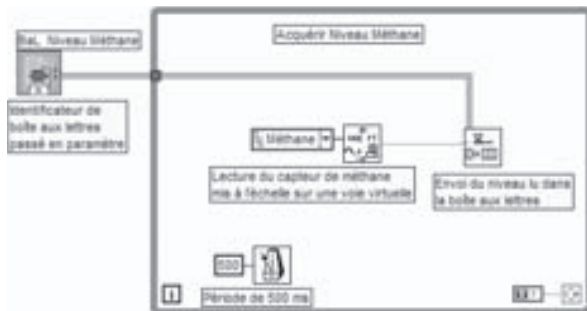 BaL Niveau Méthane
Acquérir Niveau Méthane
Identificateur de
boîte aux lettres
passé en paramètre
Méthane
Lecture du capteur de méthane
mis à l'échelle sur une voie virtuelle
Envoi du niveau lu dans
la boîte aux lettres
500
Période de 500 ms
i